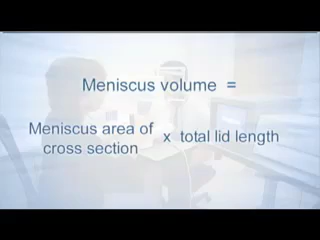 Meniscus volume =
Meniscus area of
cross section x total lid length